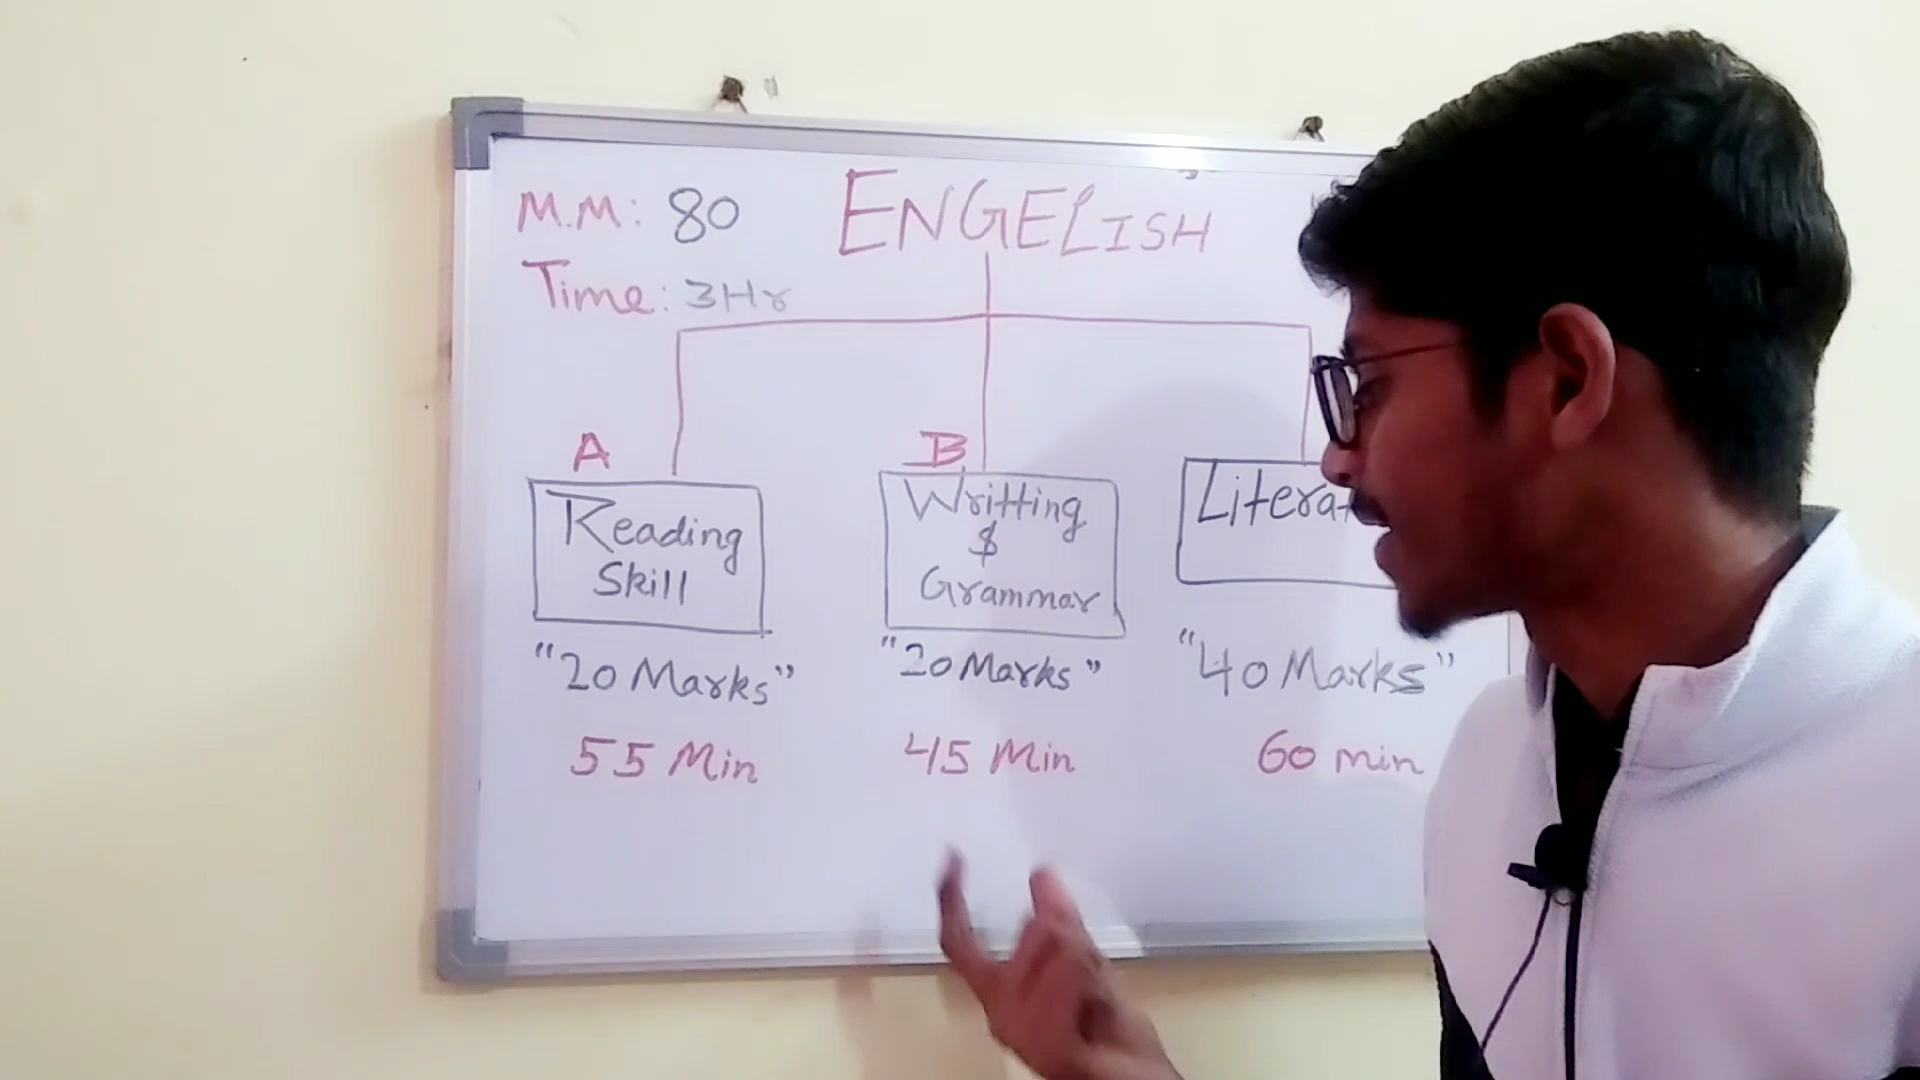 M.M: 80
ENGELISH
Time: 3Hr
A
Reading
Skill
"20 Marks"
55 Min
B
Writting
$
Grammar
"20 Marks"
45 Min
"40 Marks"
60 min